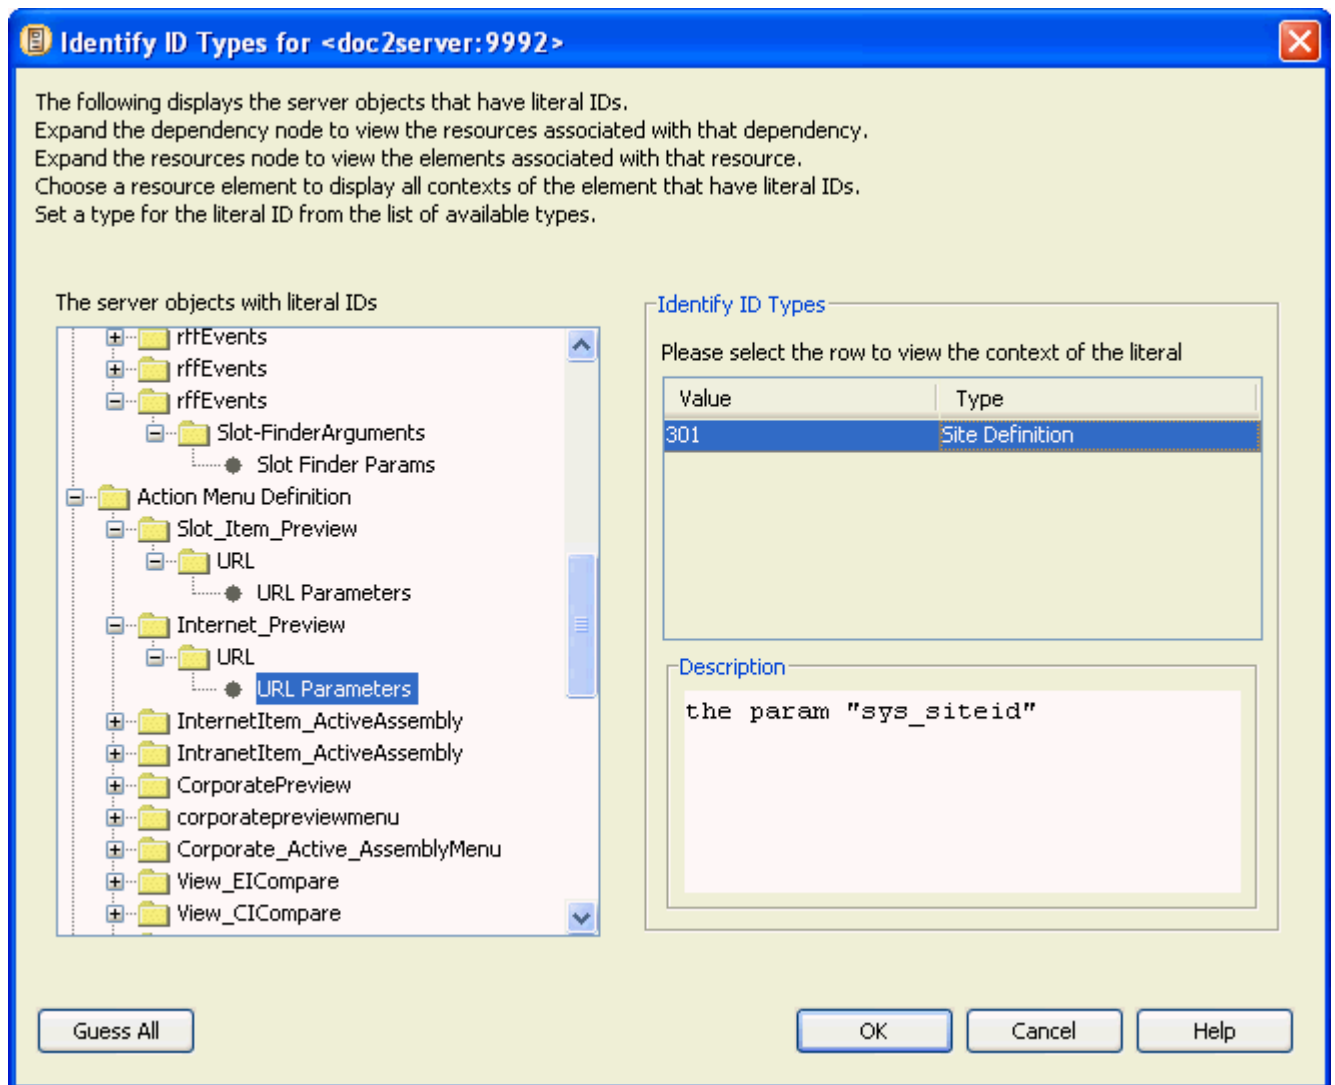 Identify ID Types for <doc2server:9992>
The following displays the server objects that have literal IDs.
Expand the dependency node to view the resources associated with that dependency.
Expand the resources node to view the elements associated with that resource.
Choose a resource element to display all contexts of the element that have literal IDs.
Set a type for the literal ID from the list of available types.
The server objects with literal IDs
rffEvents
rffEvents
rffEvents
Slot-FinderArguments
Slot Finder Params
Action Menu Definition
Slot_Item_Preview
URL
URL Parameters
Internet_Preview
URL
URL Parameters
InternetItem_ActiveAssembly
IntranetItem_ActiveAssembly
CorporatePreview
corporatepreviewmenu
Corporate_Active_AssemblyMenu
View_EICompare
View_CICompare
Identify ID Types
Please select the row to view the context of the literal
Value Type
301 Site Definition
Description
the param "sys_siteid"
Guess All OK Cancel Help